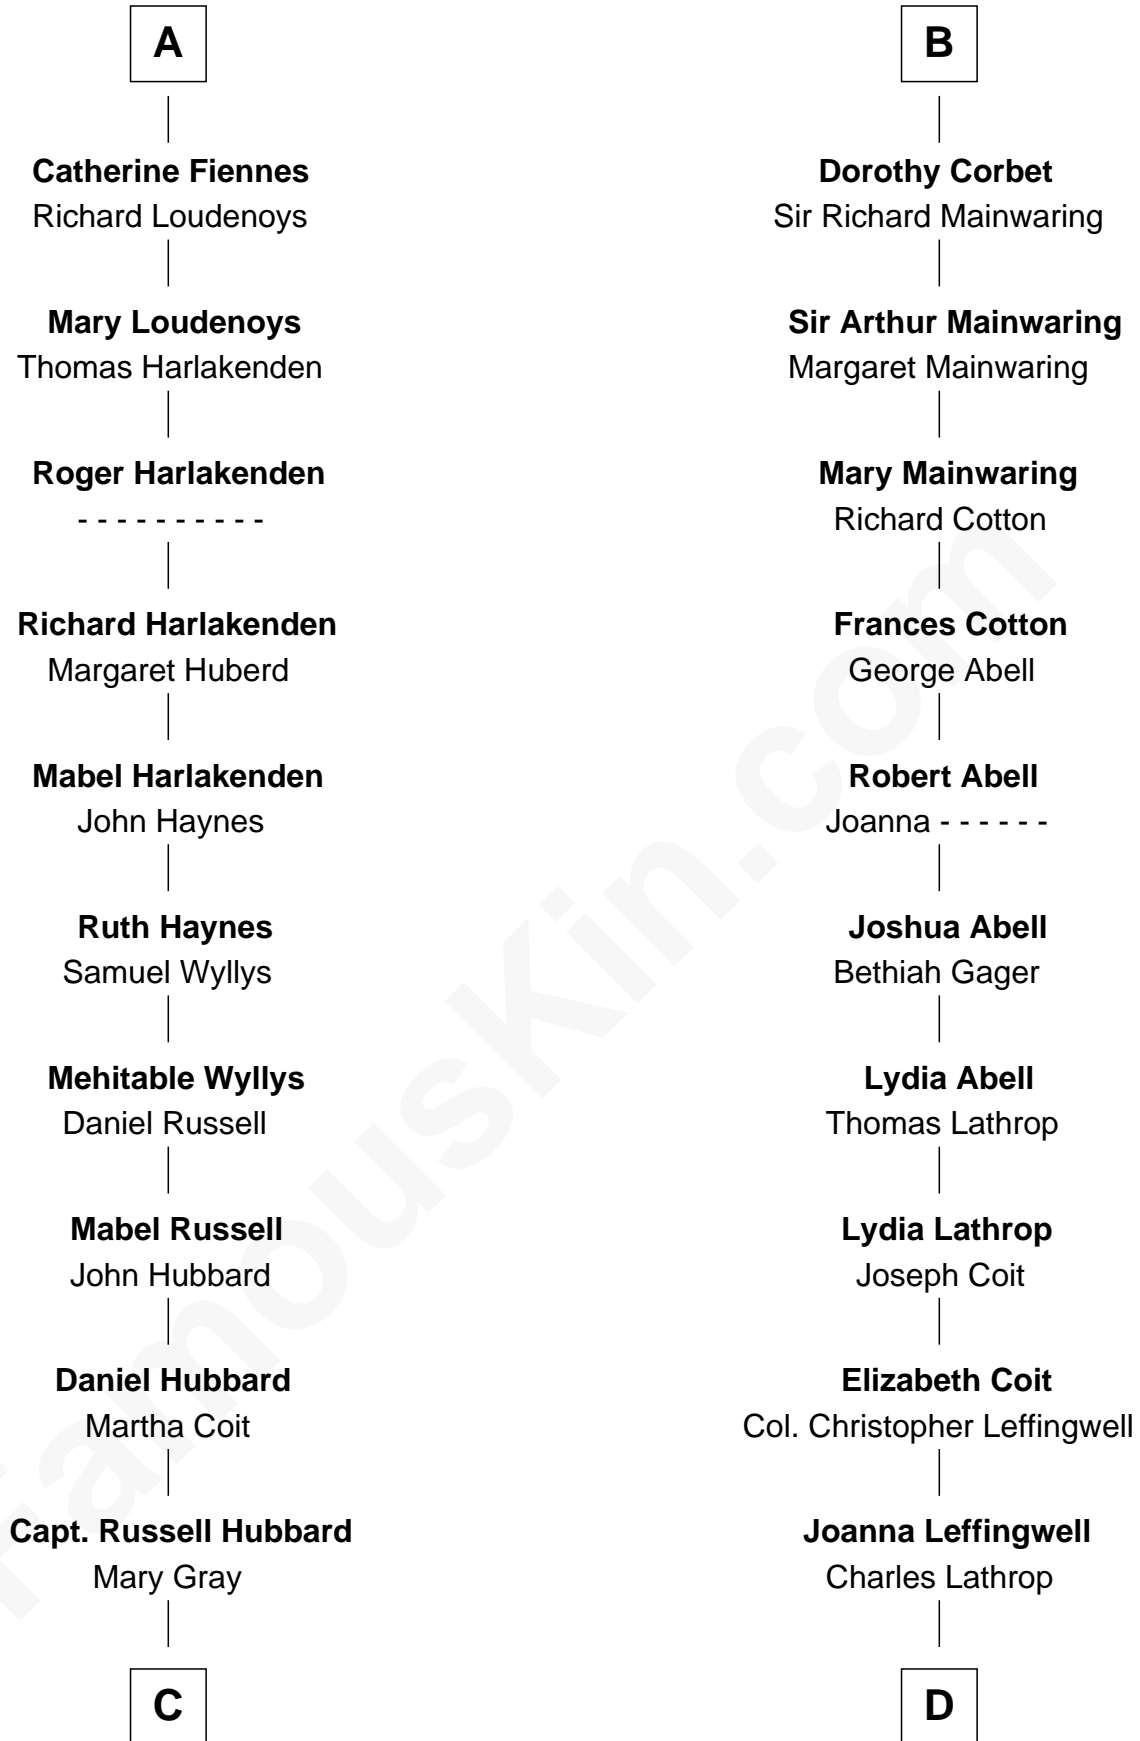 A
Catherine Fiennes
Richard Loudenoys
Mary Loudenoys
Thomas Harlakenden
Roger Harlakenden
- - - - - - - - - -
Richard Harlakenden
Margaret Huberd
Mabel Harlakenden
John Haynes
Ruth Haynes
Samuel Wyllys
Mehitable Wyllys
Daniel Russell
Mabel Russell
John Hubbard
Daniel Hubbard
Martha Coit
Capt. Russell Hubbard
Mary Gray
C
B
Dorothy Corbet
Sir Richard Mainwaring
Sir Arthur Mainwaring
Margaret Mainwaring
Mary Mainwaring
Richard Cotton
Frances Cotton
George Abell
Robert Abell
Joanna - - - - - -
Joshua Abell
Bethiah Gager
Lydia Abell
Thomas Lathrop
Lydia Lathrop
Joseph Coit
Elizabeth Coit
Col. Christopher Leffingwell
Joanna Leffingwell
Charles Lathrop
D
FamousKin.com